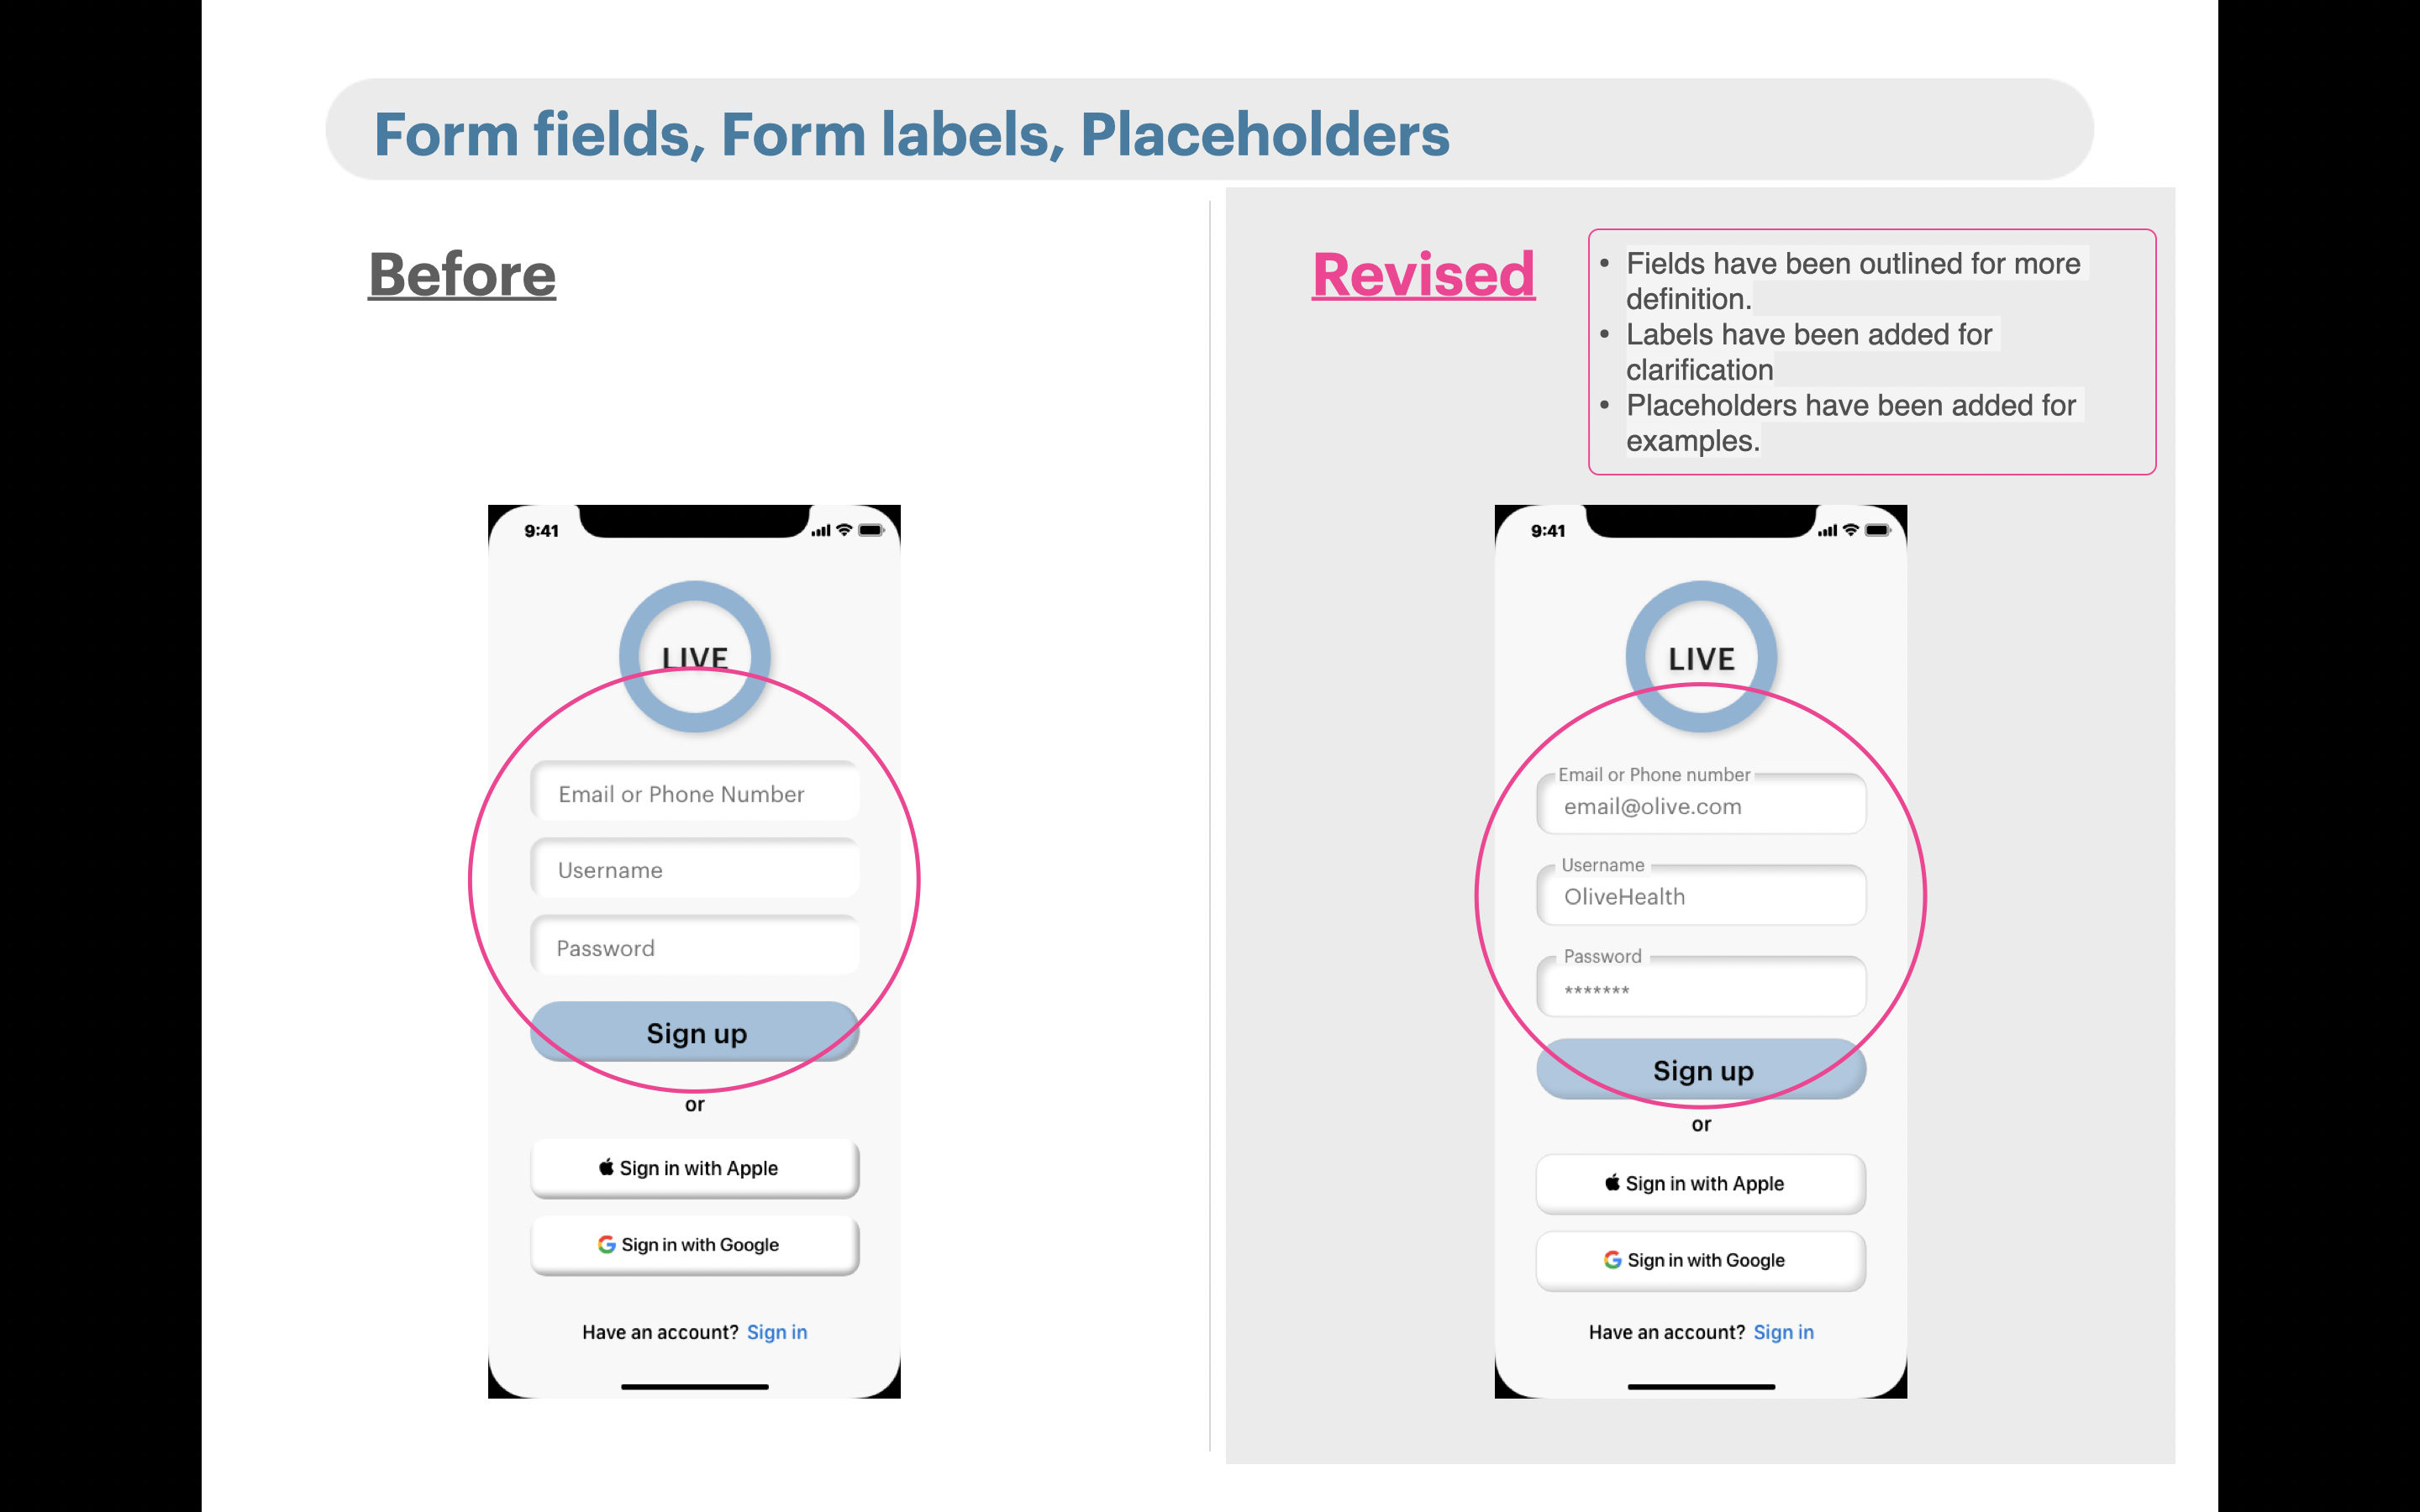 Form fields, Form labels, Placeholders
Before
9:41
LIVE
Email or Phone Number
Username
Password
Sign up
or
Sign in with Apple
Sign in with Google
Have an account? Sign in
Revised
• Fields have been outlined for more
definition.
• Labels have been added for
clarification
• Placeholders have been added for
examples.
9:41
LIVE
Email or Phone number
email@olive.com
Username
OliveHealth
Password
*******
Sign up
or
Sign in with Apple
Sign in with Google
Have an account? Sign in